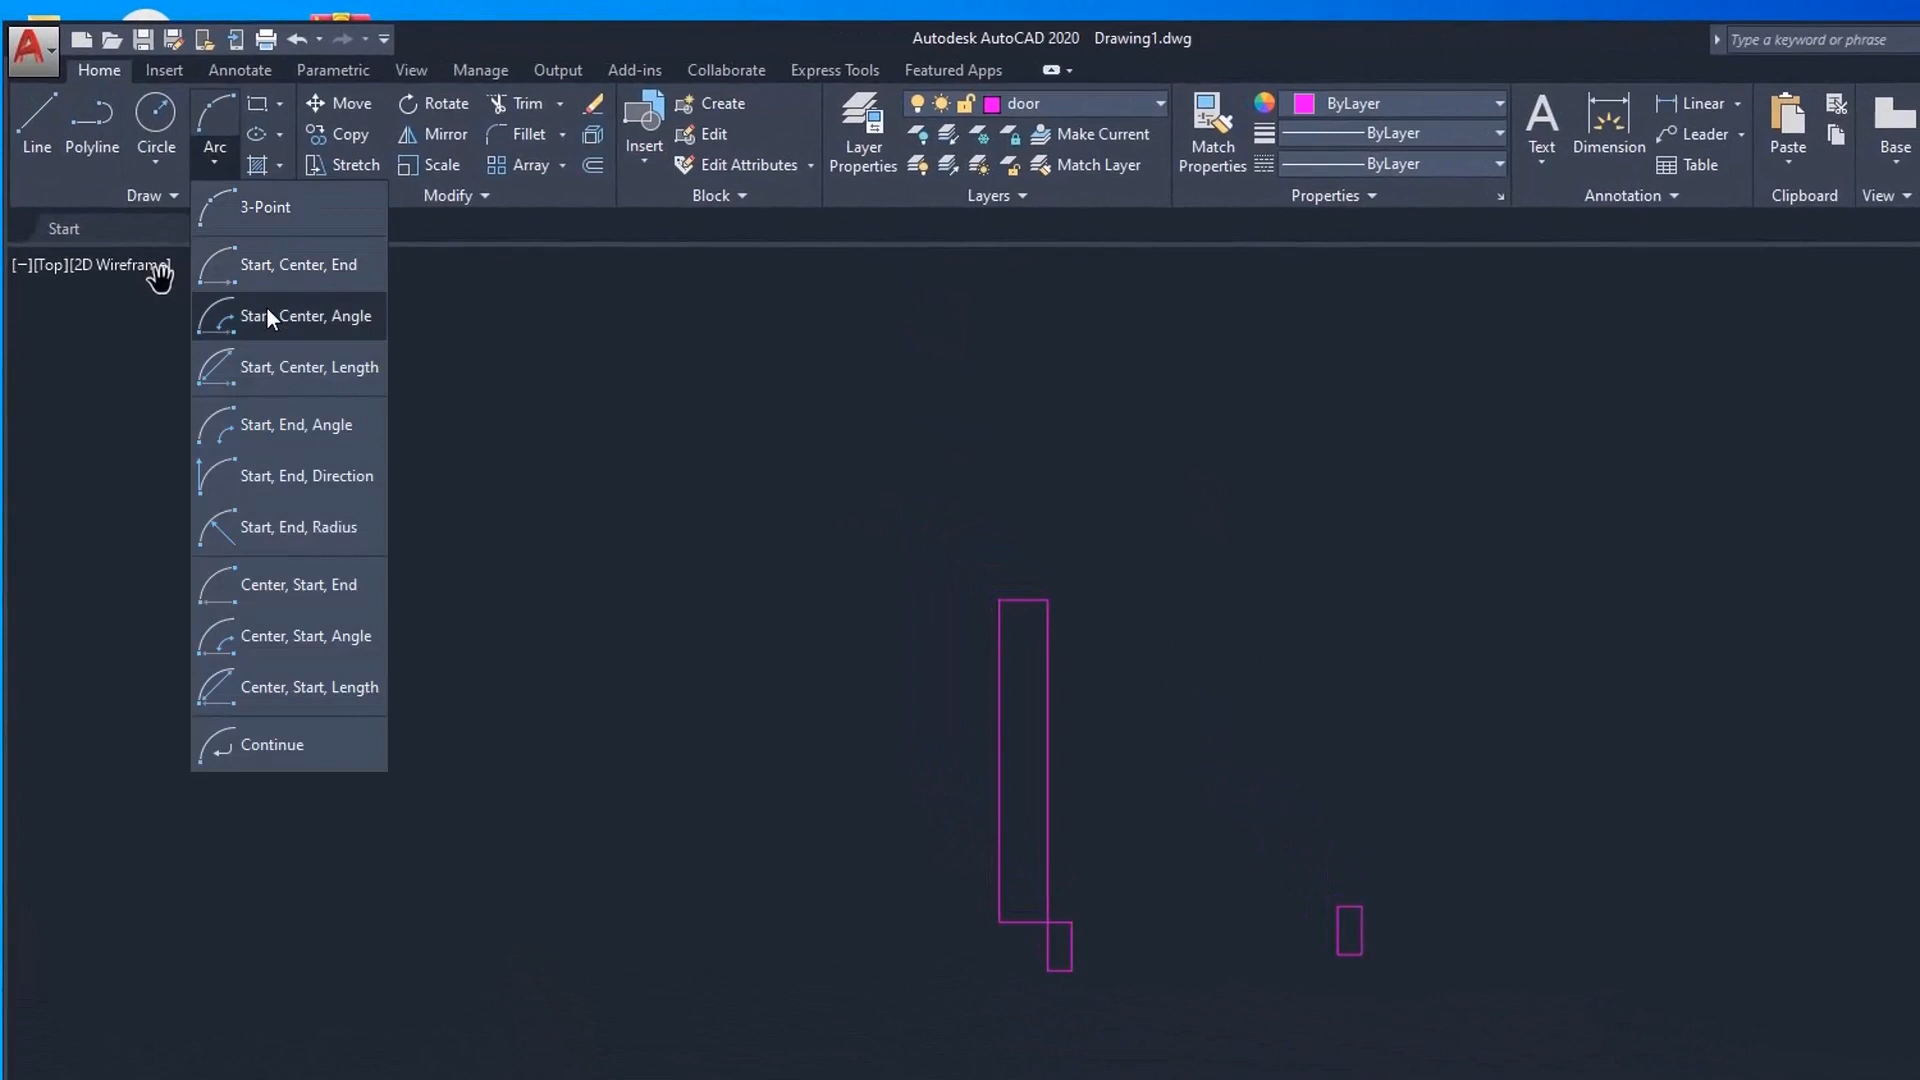 Autodesk AutoCAD 2020 Drawing1.dwg
Type a keyword or phrase
Home Insert Annotate Parametric View Manage Output Add-ins Collaborate Express Tools Featured Apps
Line Polyline Circle Arc
Draw
Move Rotate Trim
Copy Mirror Fillet
Stretch Scale Array
Modify
Insert
Create
Edit
Edit Attributes
Block
Layer
Properties
door
Make Current
Match Layer
Layers
Match
Properties
ByLayer
ByLayer
ByLayer
Properties
Text Dimension
Linear
Leader
Table
Annotation
Paste
Clipboard
Base
View
Start
[−][Top][2D Wireframe]
3-Point
Start, Center, End
Start, Center, Angle
Start, Center, Length
Start, End, Angle
Start, End, Direction
Start, End, Radius
Center, Start, End
Center, Start, Angle
Center, Start, Length
Continue